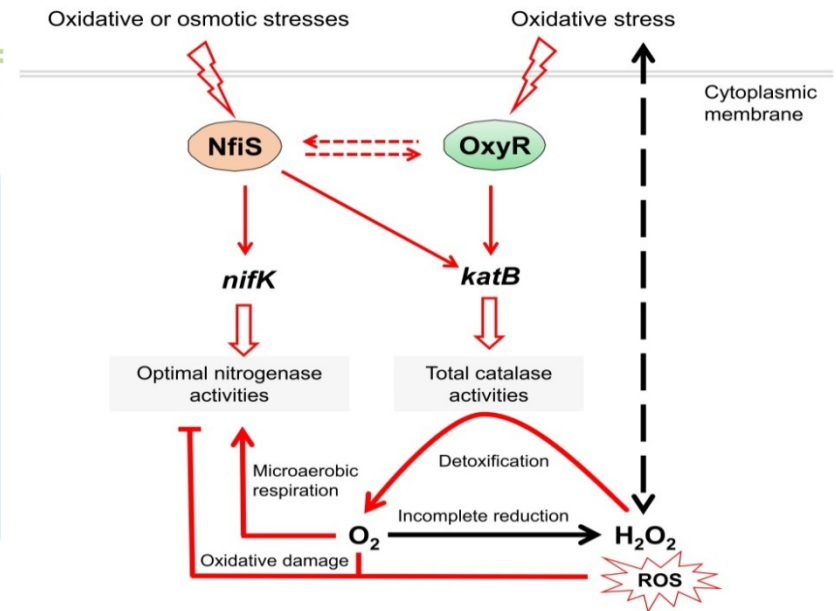 Oxidative or osmotic stresses
Oxidative stress
Cytoplasmic
membrane
NfiS
OxyR
nifK
katB
Optimal nitrogenase
activities
Total catalase
activities
Detoxification
Microaerobic
respiration
O₂
Incomplete reduction
H₂O₂
Oxidative damage
ROS